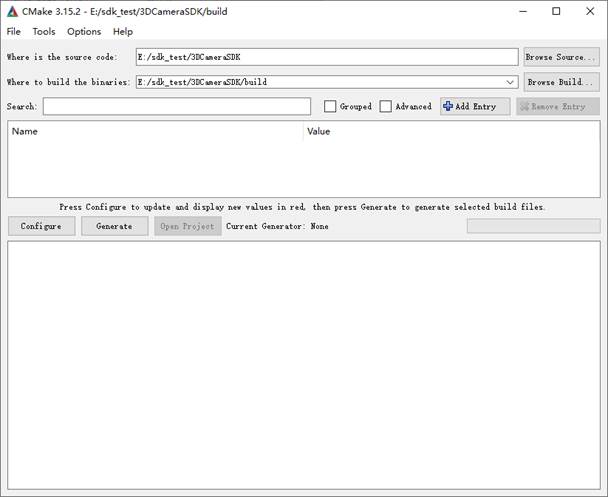 CMake 3.15.2 - E:/sdk_test/3DCameraSDK/build
File Tools Options Help
Where is the source code: E:/sdk_test/3DCameraSDK Browse Source...
Where to build the binaries: E:/sdk_test/3DCameraSDK/build Browse Build...
Search: Grouped Advanced Add Entry Remove Entry
Name Value
Press Configure to update and display new values in red, then press Generate to generate selected build files.
Configure Generate Open Project Current Generator: None